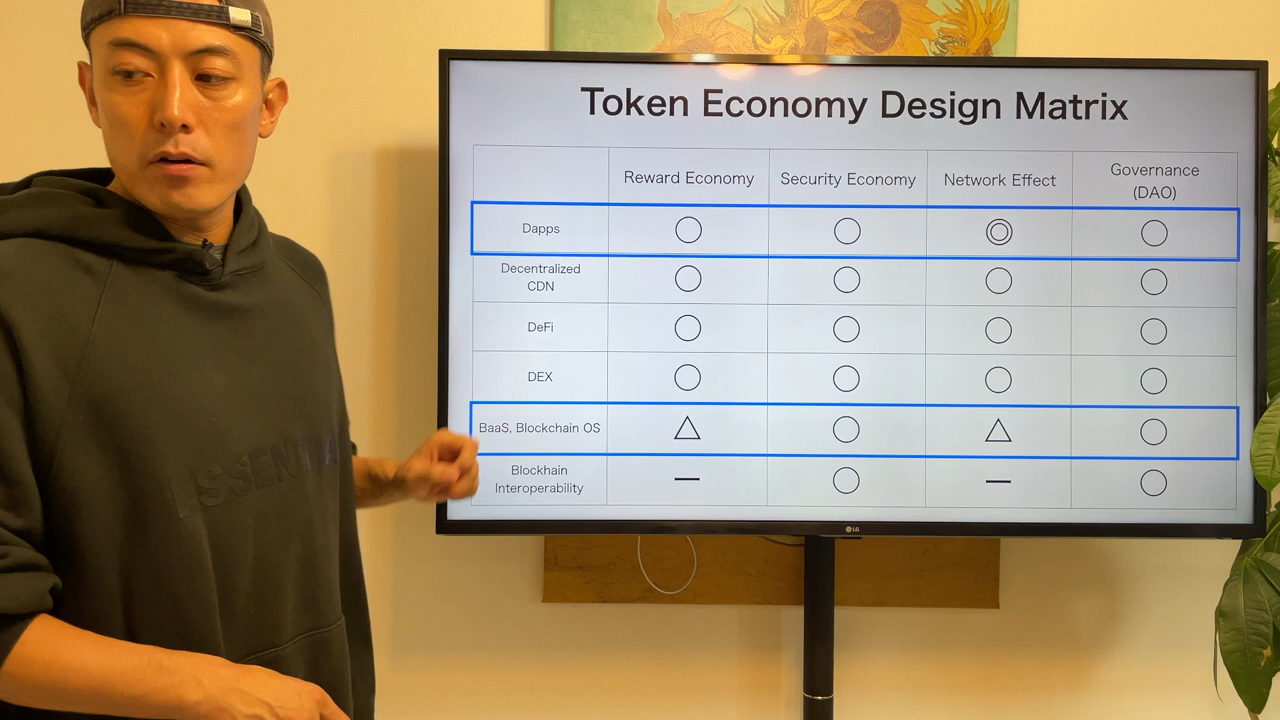 Token Economy Design Matrix
Reward Economy
Security Economy
Network Effect
Governance
(DAO)
Dapps
Decentralized
CDN
DeFi
DEX
BaaS, Blockchain OS
Blockhain
Interoperability
LG